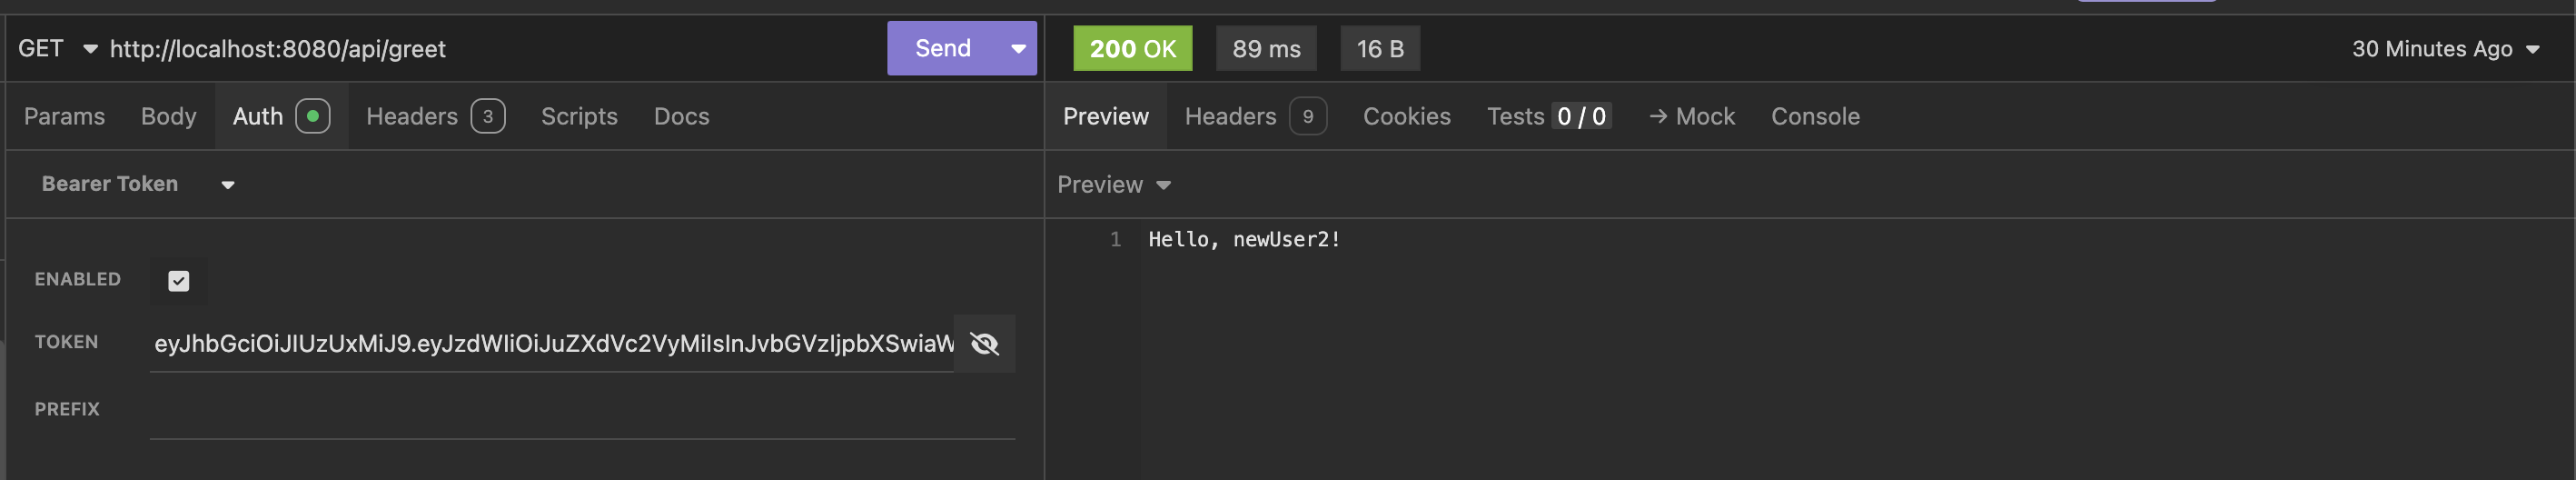 GET http://localhost:8080/api/greet Send 200 OK 89 ms 16 B 30 Minutes Ago
Params Body Auth Headers 3 Scripts Docs Preview Headers 9 Cookies Tests 0 / 0 → Mock Console
Bearer Token Preview
1 Hello, newUser2!
ENABLED
TOKEN eyJhbGciOiJIUzUxMiJ9.eyJzdWIiOiJuZXdVc2VyMiIsInJvbGVzIjpbXSwiaW
PREFIX